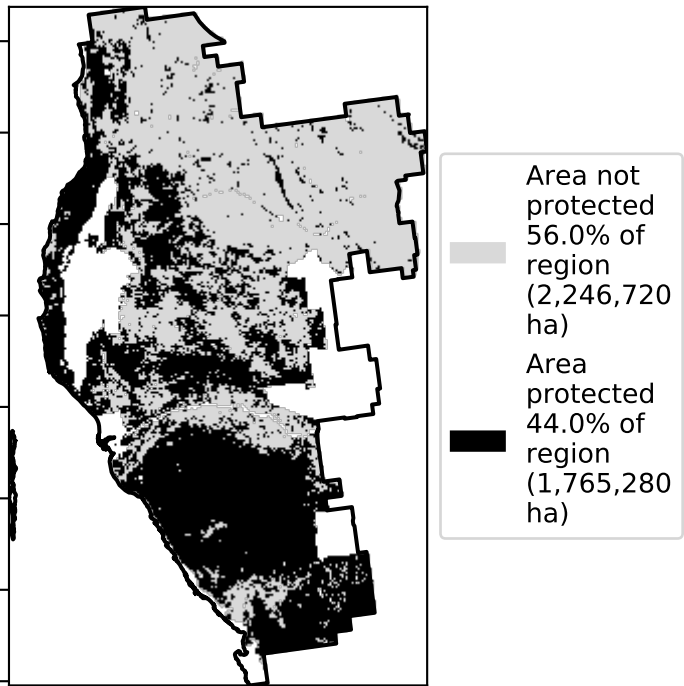 Area not
protected
56.0% of
region
(2,246,720
ha)
Area
protected
44.0% of
region
(1,765,280
ha)